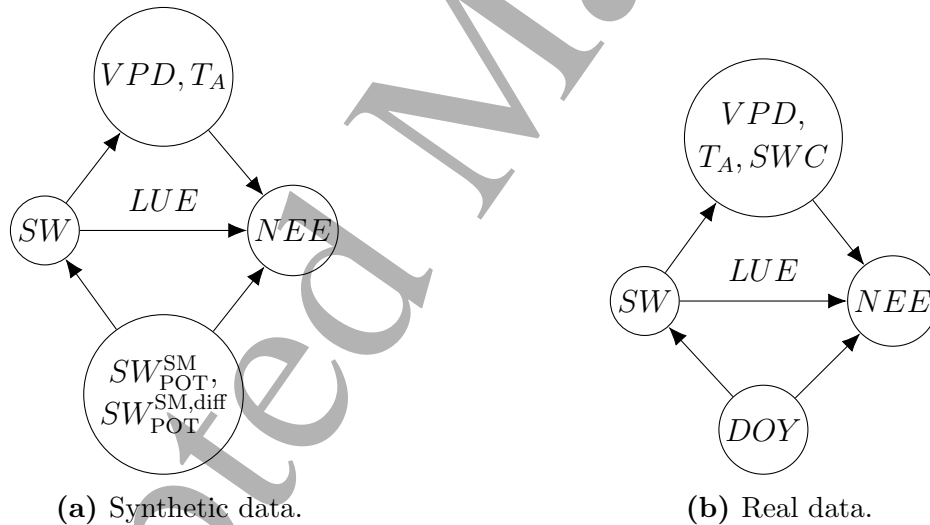 VPD, T_A
LUE
SW
NEE
SW_POT^SM,
SW_POT^SM,diff
(a) Synthetic data.
VPD,
T_A, SWC
LUE
SW
NEE
DOY
(b) Real data.